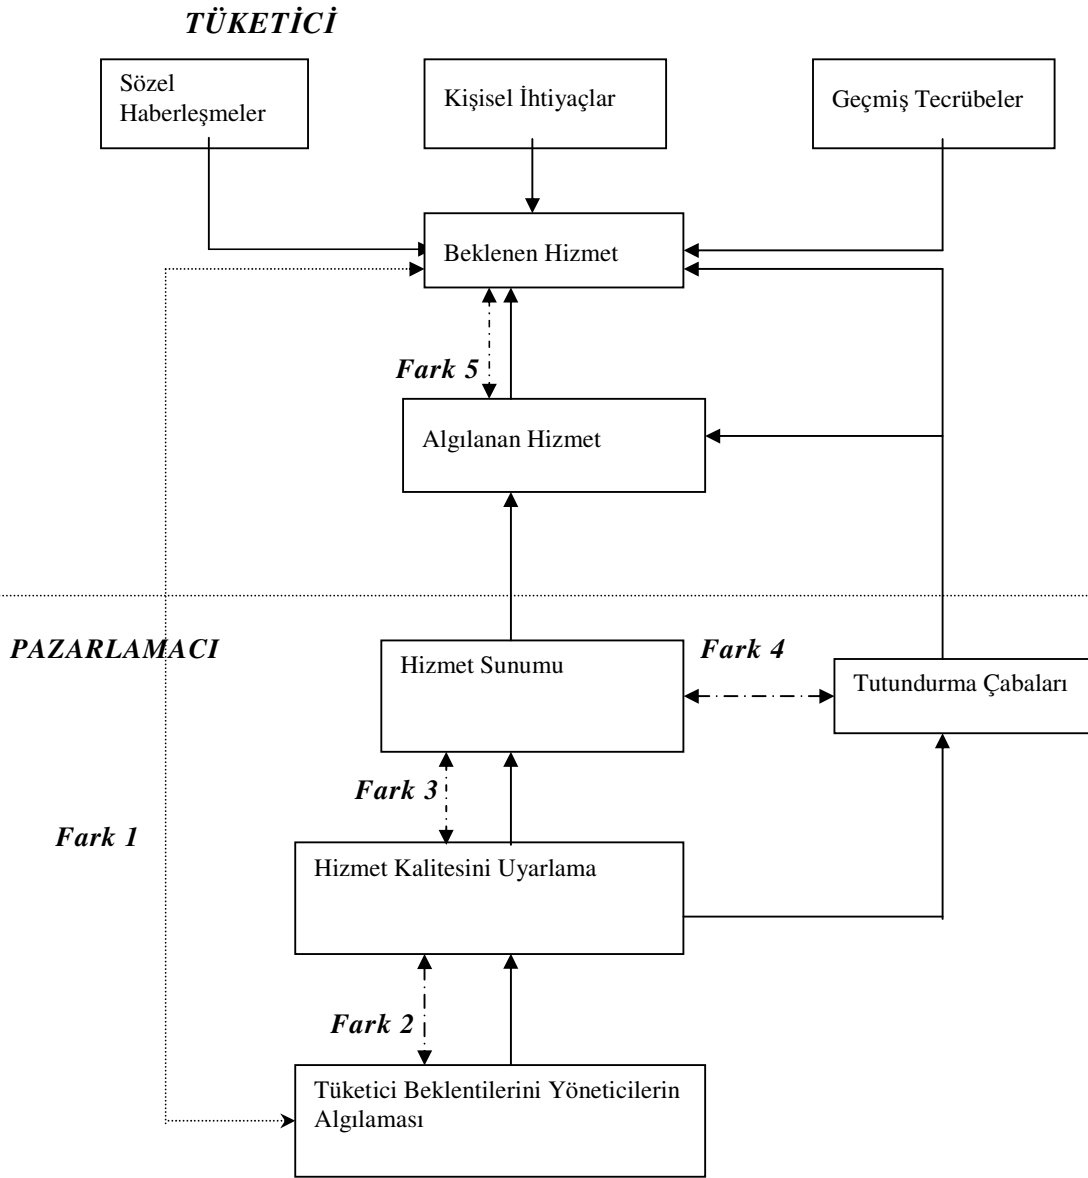 TÜKETİCİ
Sözel
Haberleşmeler
Kişisel İhtiyaçlar
Geçmiş Tecrübeler
Beklenen Hizmet
Fark 5
Algılanan Hizmet
PAZARLAMACI
Hizmet Sunumu
Fark 4
Tutundurma Çabaları
Fark 3
Fark 1
Hizmet Kalitesini Uyarlama
Fark 2
Tüketici Beklentilerini Yöneticilerin
Algılaması